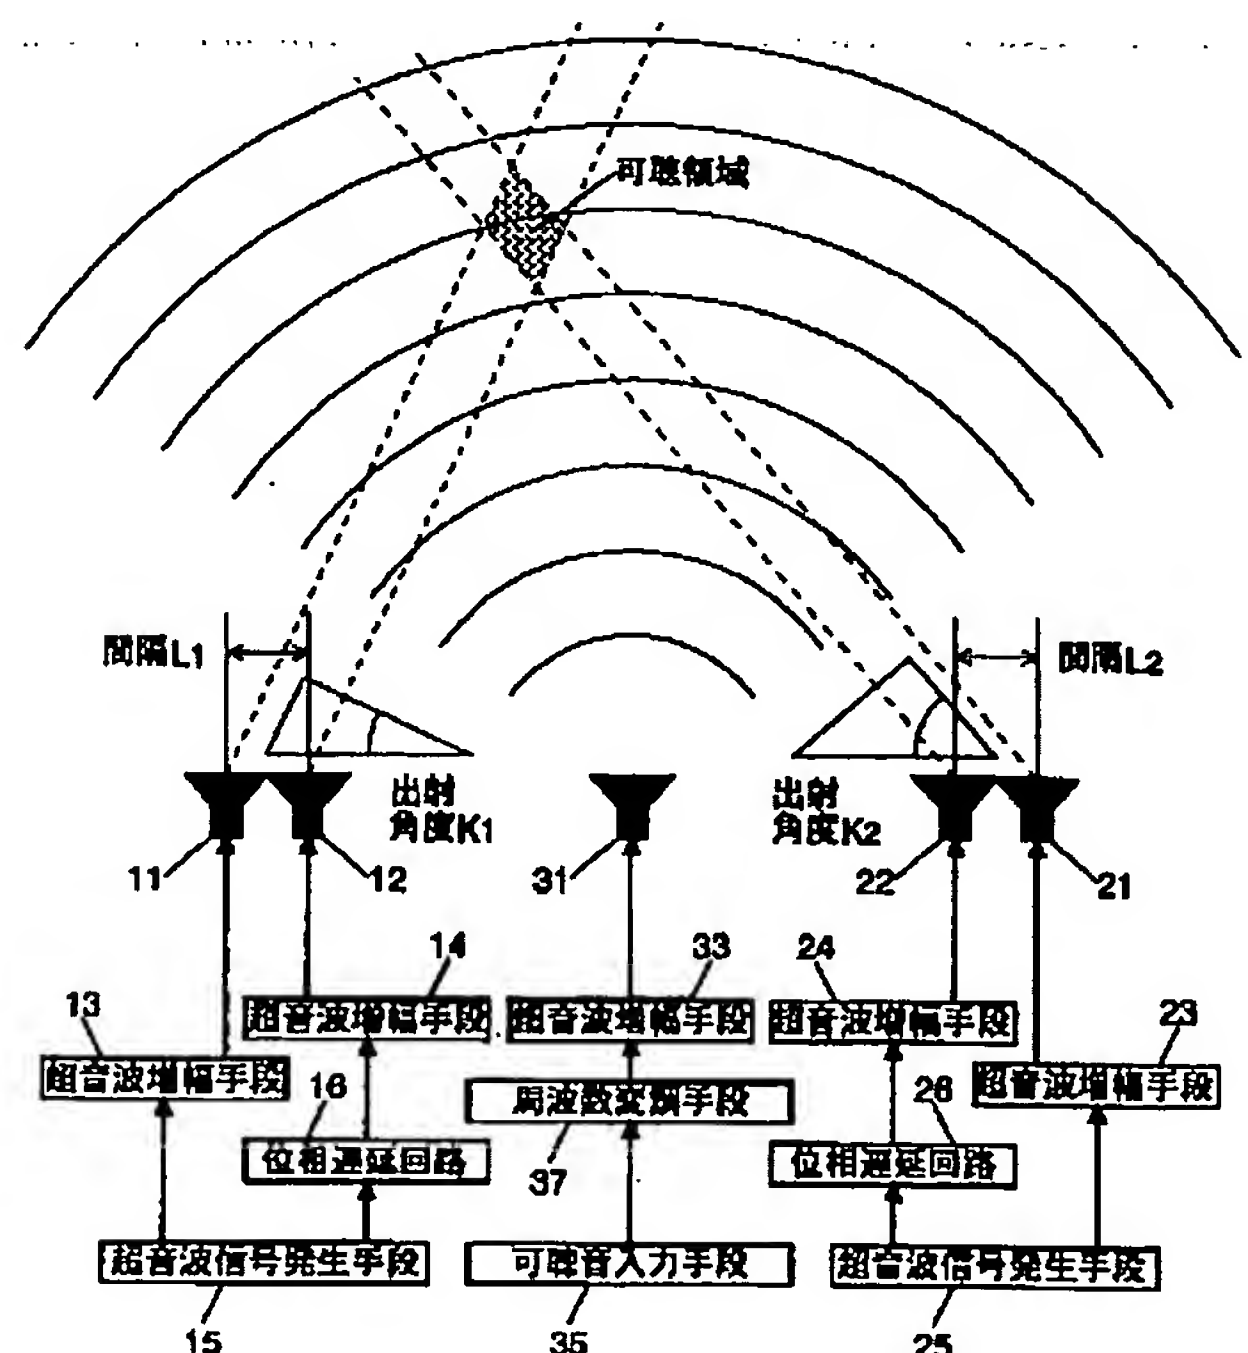 可聴領域
間隔L1
間隔L2
出射
角度K1
出射
角度K2
11
12
31
22
21
14
33
24
13
23
超音波増幅手段
超音波増幅手段
超音波増幅手段
超音波増幅手段
超音波増幅手段
16
周波数変調手段
26
位相遅延回路
37
位相遅延回路
超音波信号発生手段
可聴音入力手段
超音波信号発生手段
15
35
25